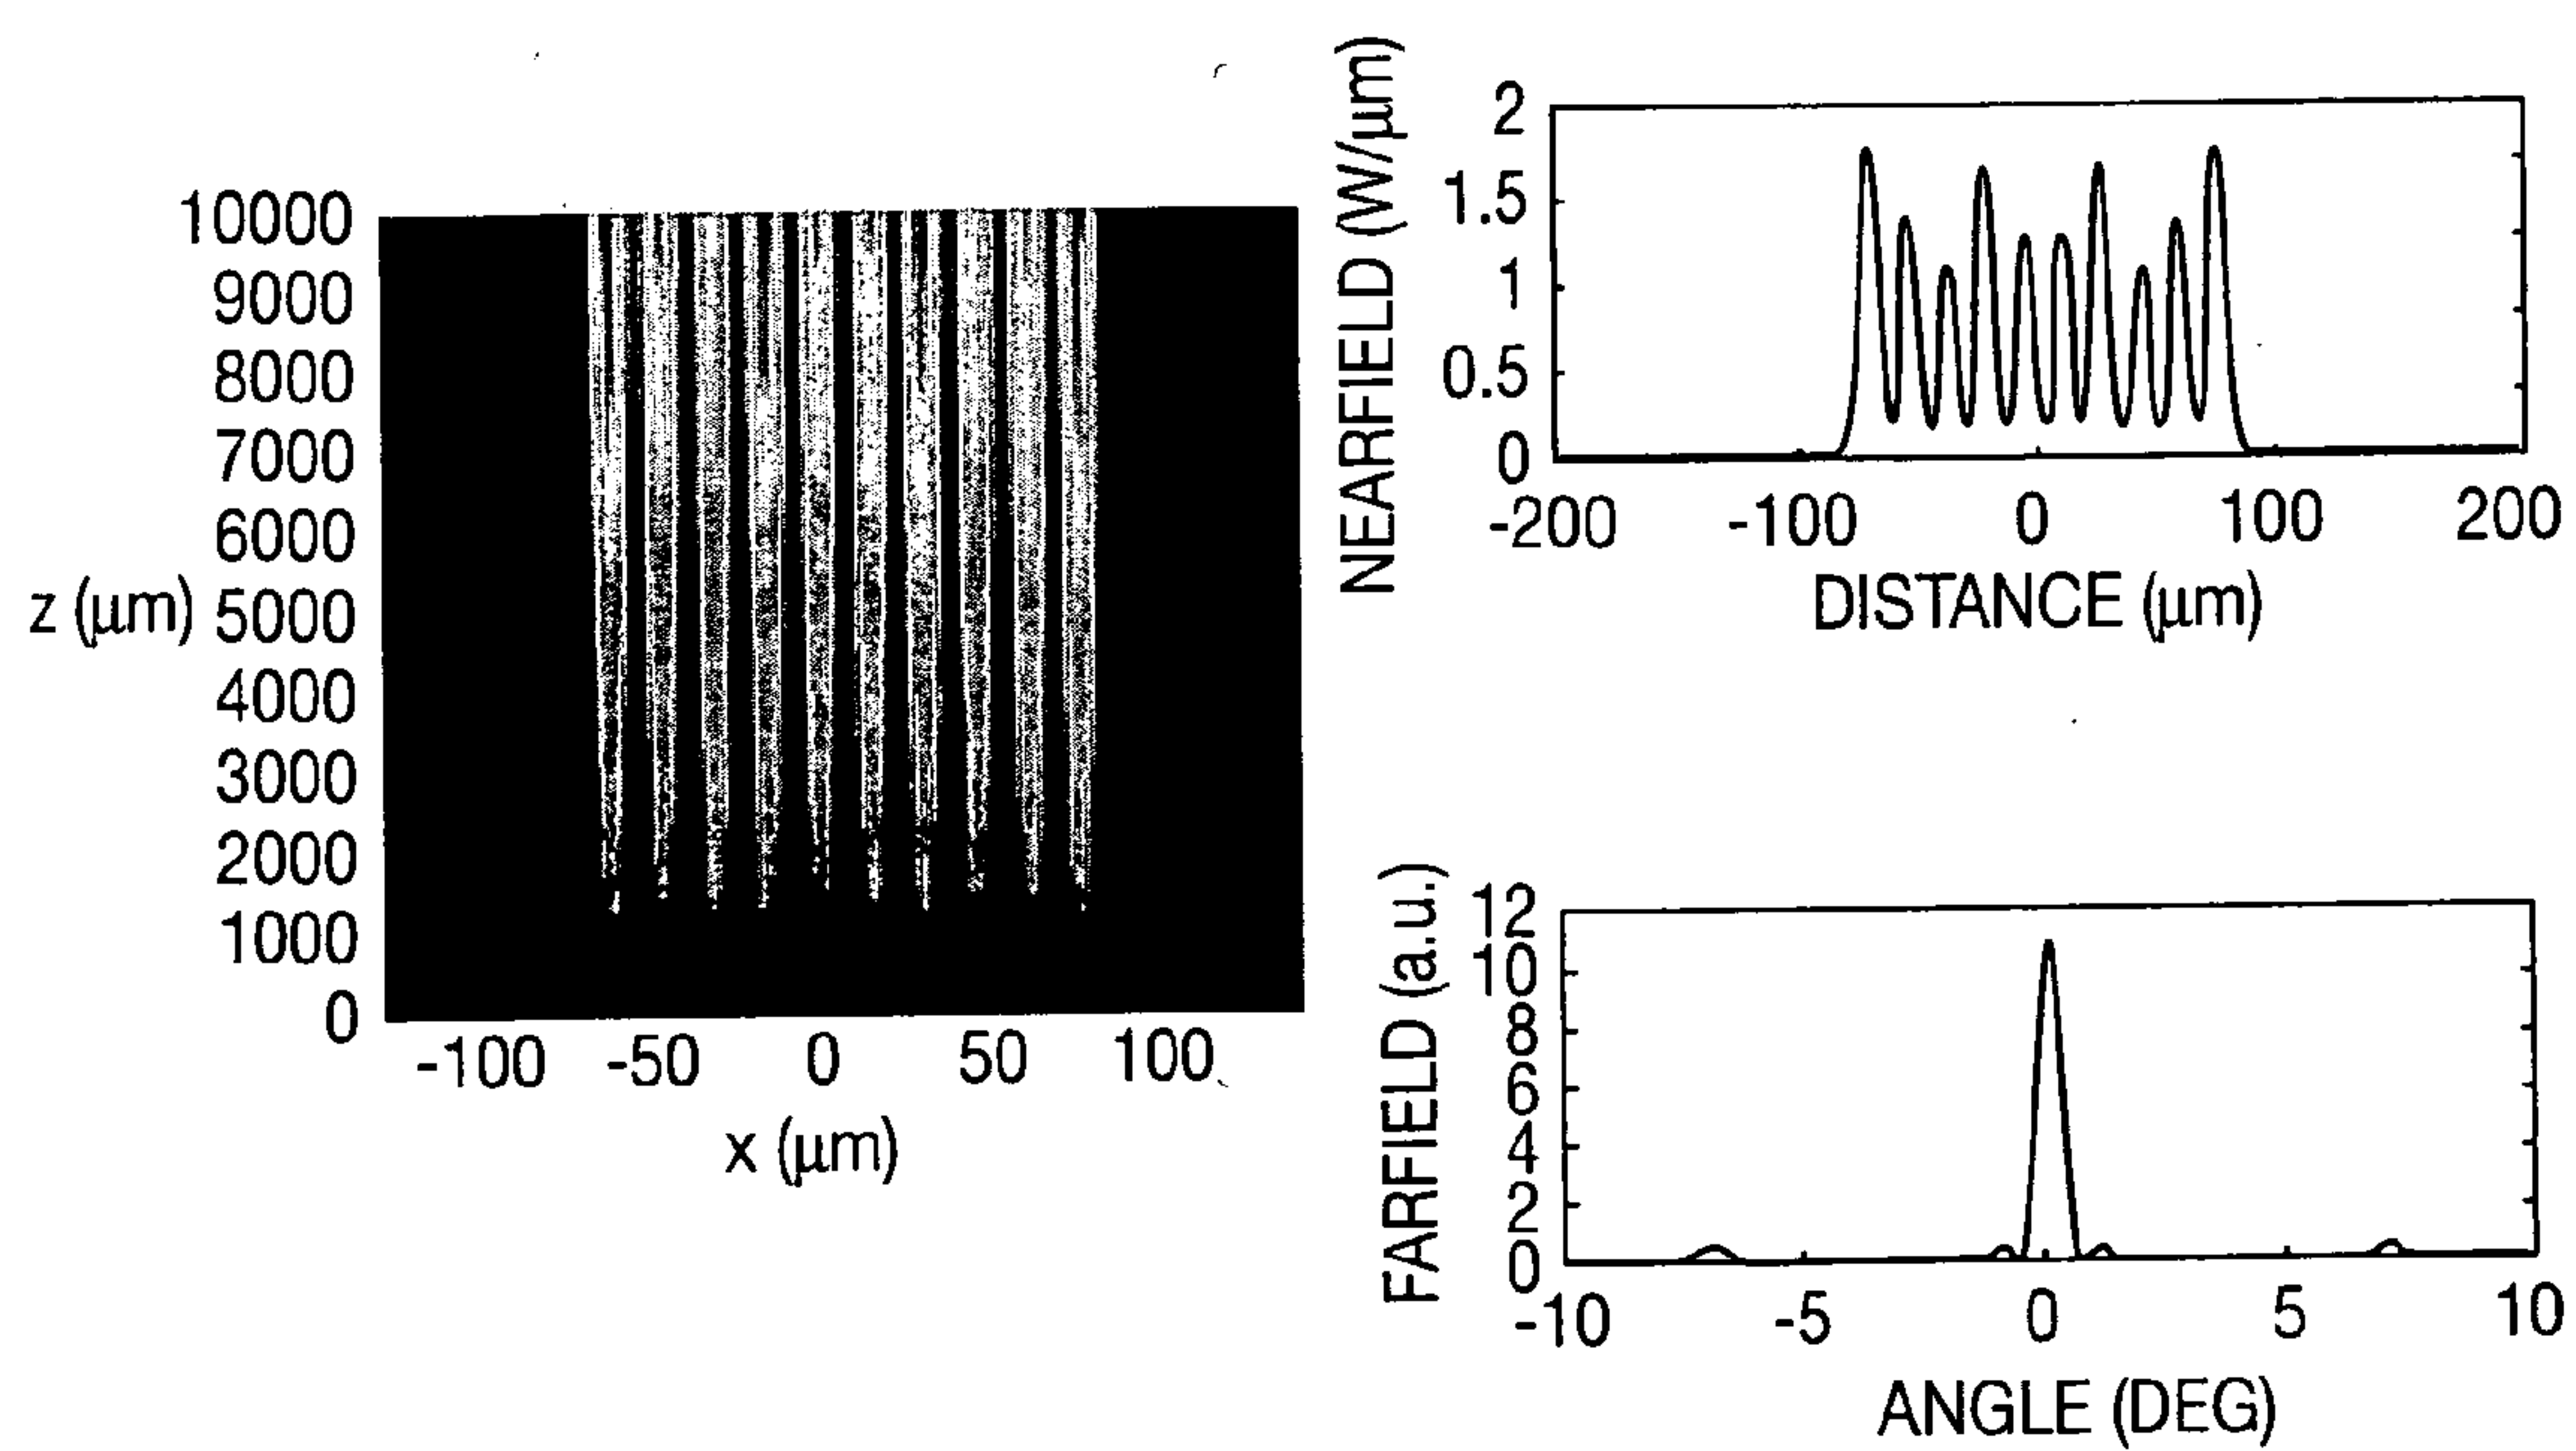 10000
9000
8000
7000
6000
z (μm) 5000
4000
3000
2000
1000
0
-100 -50 0 50 100
x (μm)
NEARFIELD (W/μm)
2
1.5
1
0.5
0
-200 -100 0 100 200
DISTANCE (μm)
FARFIELD (a.u.)
12
10
8
6
4
2
0
-10 -5 0 5 10
ANGLE (DEG)